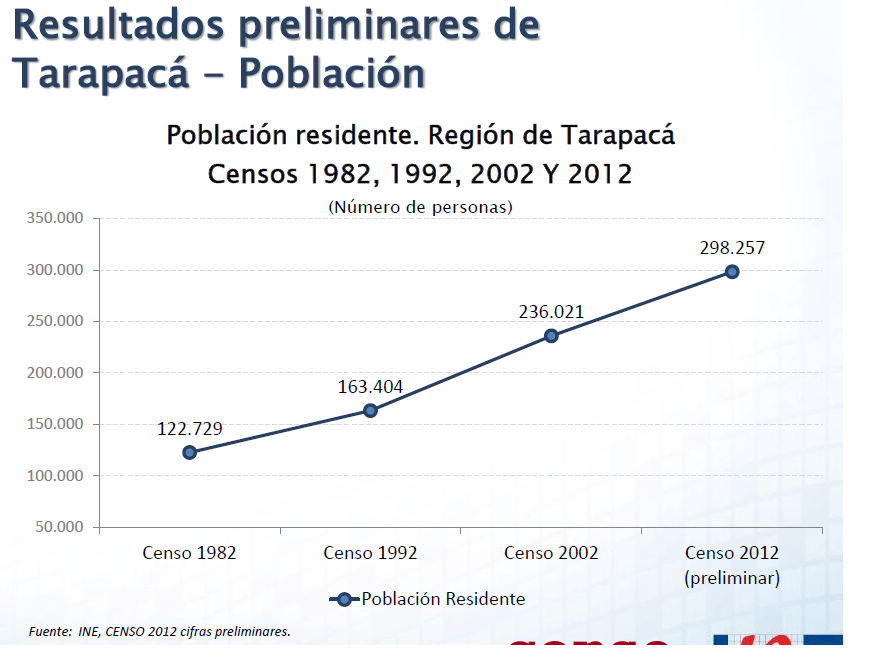 Resultados preliminares de
Tarapacá – Población
Población residente. Región de Tarapacá
Censos 1982, 1992, 2002 Y 2012
(Número de personas)
350.000
300.000
250.000
200.000
150.000
100.000
50.000
122.729
163.404
236.021
298.257
Censo 1982
Censo 1992
Censo 2002
Censo 2012
(preliminar)
Población Residente
Fuente: INE, CENSO 2012 cifras preliminares.